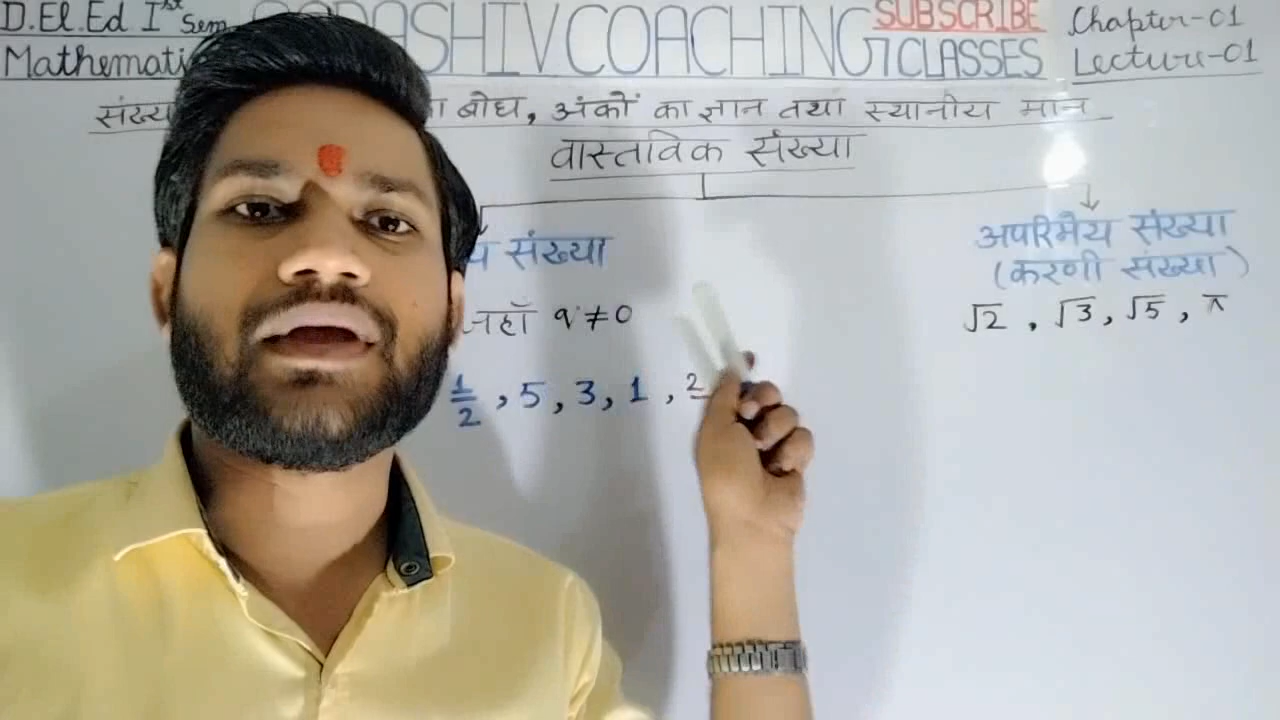 D.El.Ed Ist Sem COACHING SUBSCRIBE Chapter-01
CLASSES Lecture-01
बोध, अंकों का ज्ञान तथा स्थानीय मान
वास्तविक संख्या
संख्या अपरिमेय संख्या
(करणी संख्या)
जहाँ q ≠ 0 √2, √3, √5, π
1/2, 5, 3, 1, 2